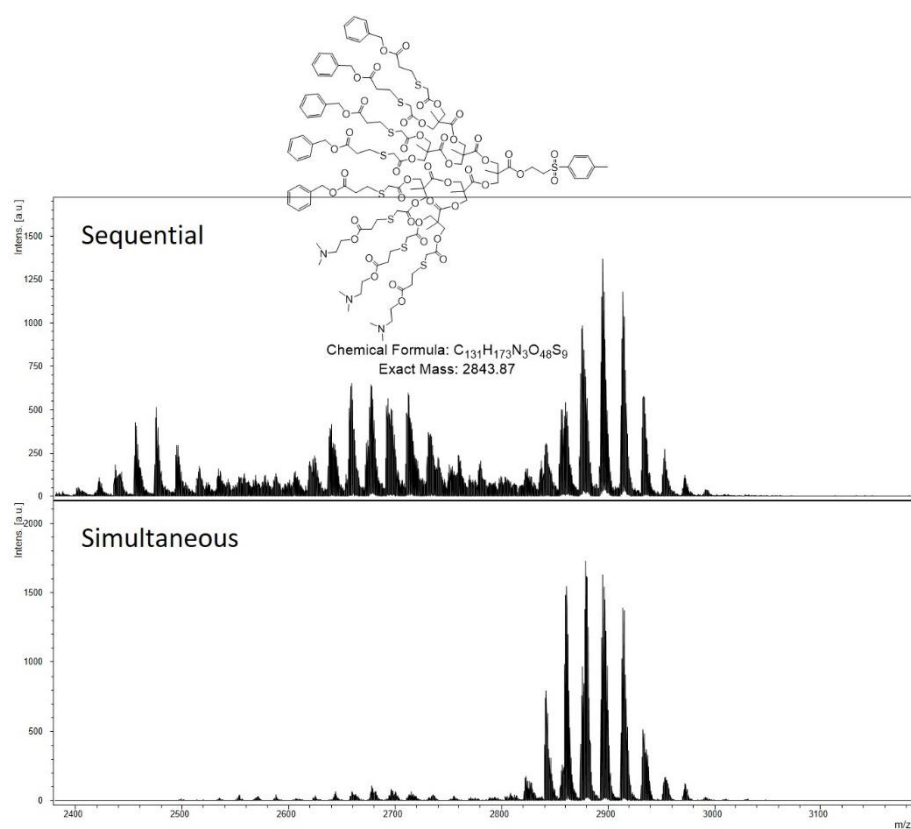 Chemical Formula: C₁₃₁H₁₇₃N₃O₄₈S₉
Exact Mass: 2843.87
Intens. [a.u.]
Sequential
1500
1250
1000
750
500
250
0
Intens. [a.u.]
Simultaneous
2000
1500
1000
500
0
2400 2500 2600 2700 2800 2900 3000 3100
m/z